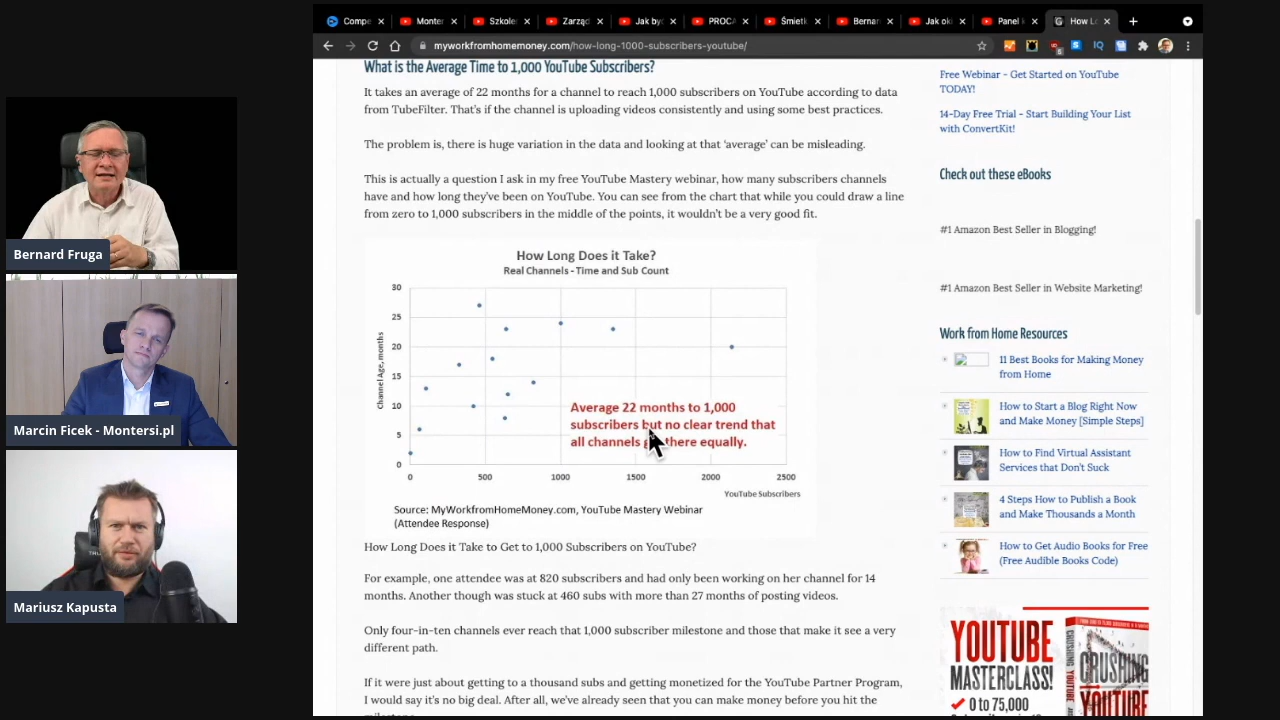 Compe
Monter
Szkole
Zarząd
Jak by
PROCA
Śmietk
Bernar
Jak oki
Panel k
How Lo
myworkfromhomemoney.com/how-long-1000-subscribers-youtube/
What is the Average Time to 1,000 YouTube Subscribers?
It takes an average of 22 months for a channel to reach 1,000 subscribers on YouTube according to data
from TubeFilter. That's if the channel is uploading videos consistently and using some best practices.
The problem is, there is huge variation in the data and looking at that 'average' can be misleading.
This is actually a question I ask in my free YouTube Mastery webinar, how many subscribers channels
have and how long they've been on YouTube. You can see from the chart that while you could draw a line
from zero to 1,000 subscribers in the middle of the points, it wouldn't be a very good fit.
How Long Does it Take?
Real Channels - Time and Sub Count
Channel Age, months
30
25
20
15
10
5
0
0
500
1000
1500
2000
2500
YouTube Subscribers
Average 22 months to 1,000
subscribers but no clear trend that
all channels there equally.
Source: MyWorkfromHomeMoney.com, YouTube Mastery Webinar
(Attendee Response)
How Long Does it Take to Get to 1,000 Subscribers on YouTube?
For example, one attendee was at 820 subscribers and had only been working on her channel for 14
months. Another though was stuck at 460 subs with more than 27 months of posting videos.
Only four-in-ten channels ever reach that 1,000 subscriber milestone and those that make it see a very
different path.
If it were just about getting to a thousand subs and getting monetized for the YouTube Partner Program,
I would say it's no big deal. After all, we've already seen that you can make money before you hit the
Free Webinar - Get Started on YouTube
TODAY!
14-Day Free Trial - Start Building Your List
with ConvertKit!
Check out these eBooks
#1 Amazon Best Seller in Blogging!
#1 Amazon Best Seller in Website Marketing!
Work from Home Resources
11 Best Books for Making Money
from Home
How to Start a Blog Right Now
and Make Money [Simple Steps]
How to Find Virtual Assistant
Services that Don't Suck
4 Steps How to Publish a Book
and Make Thousands a Month
How to Get Audio Books for Free
(Free Audible Books Code)
YOUTUBE
MASTERCLASS!
0 to 75,000
CRUSHING
YOUTUBE
Bernard Fruga
Marcin Ficek - Montersi.pl
Mariusz Kapusta